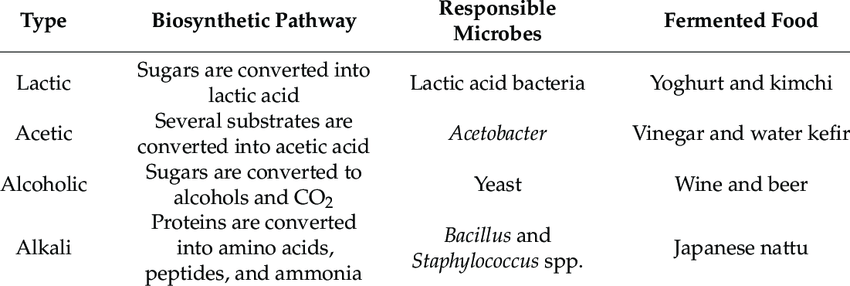 Type Biosynthetic Pathway Responsible Microbes Fermented Food
Lactic Sugars are converted into lactic acid Lactic acid bacteria Yoghurt and kimchi
Acetic Several substrates are converted into acetic acid Acetobacter Vinegar and water kefir
Alcoholic Sugars are converted to alcohols and CO2 Yeast Wine and beer
Alkali Proteins are converted into amino acids, peptides, and ammonia Bacillus and Staphylococcus spp. Japanese nattu